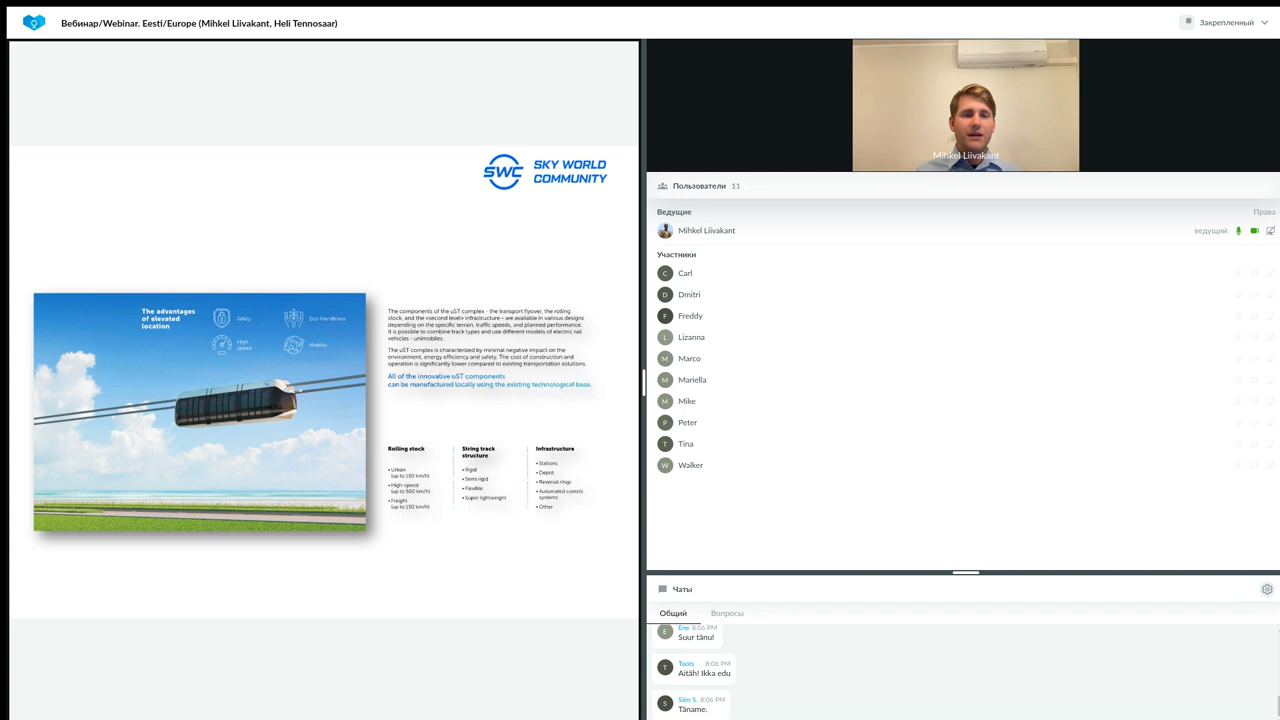 Вебинар/Webinar. Eesti/Europe (Mihkel Liivakant, Heli Tennosaar)
Закрепленный
SWC
SKY WORLD
COMMUNITY
The advantages
of elevated
location
Safety
Eco-friendliness
High
speed
Mobility
The components of the uST complex - the transport flyover, the rolling
stock, and the «second level» infrastructure - are available in various designs
depending on the specific terrain, traffic speeds, and planned performance.
It is possible to combine track types and use different models of electric rail
vehicles - unimobiles.
The uST complex is characterized by minimal negative impact on the
environment, energy efficiency and safety. The cost of construction and
operation is significantly lower compared to existing transportation solutions.
All of the innovative uST components
can be manufactured locally using the existing technological base.
Rolling stock
• Urban
(up to 150 km/h)
• High-speed
(up to 500 km/h)
• Freight
(up to 150 km/h)
String track
structure
• Rigid
• Semi rigid
• Flexible
• Super lightweight
Infrastructure
• Stations
• Depot
• Reversal rings
• Automated control
systems
• Other
Mihkel Liivakant
Пользователи 11
Ведущие
Права
Mihkel Liivakant
ведущий
Участники
C Carl
D Dmitri
F Freddy
L Lizanna
M Marco
M Mariella
M Mike
P Peter
T Tina
W Walker
Чаты
Общий
Вопросы
E Ene 8:06 PM
Suur tänu!
T Toots 8:06 PM
Aitäh! Ikka edu
S Siim S. 8:06 PM
Täname.